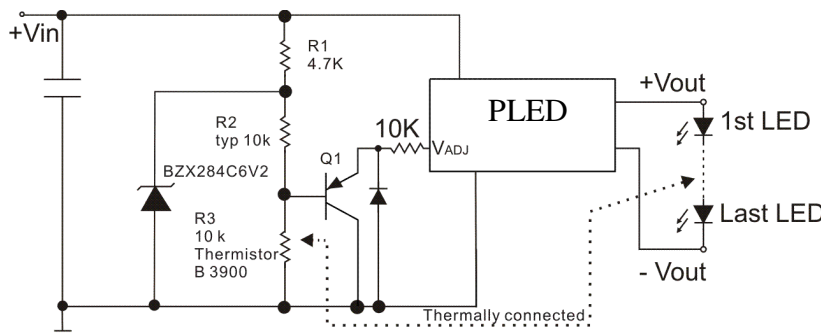 +Vin
R1
4.7K
R2
typ 10k
BZX284C6V2
Q1
10K
VADJ
PLED
+Vout
1st LED
Last LED
- Vout
R3
10 k
Thermistor
B 3900
Thermally connected